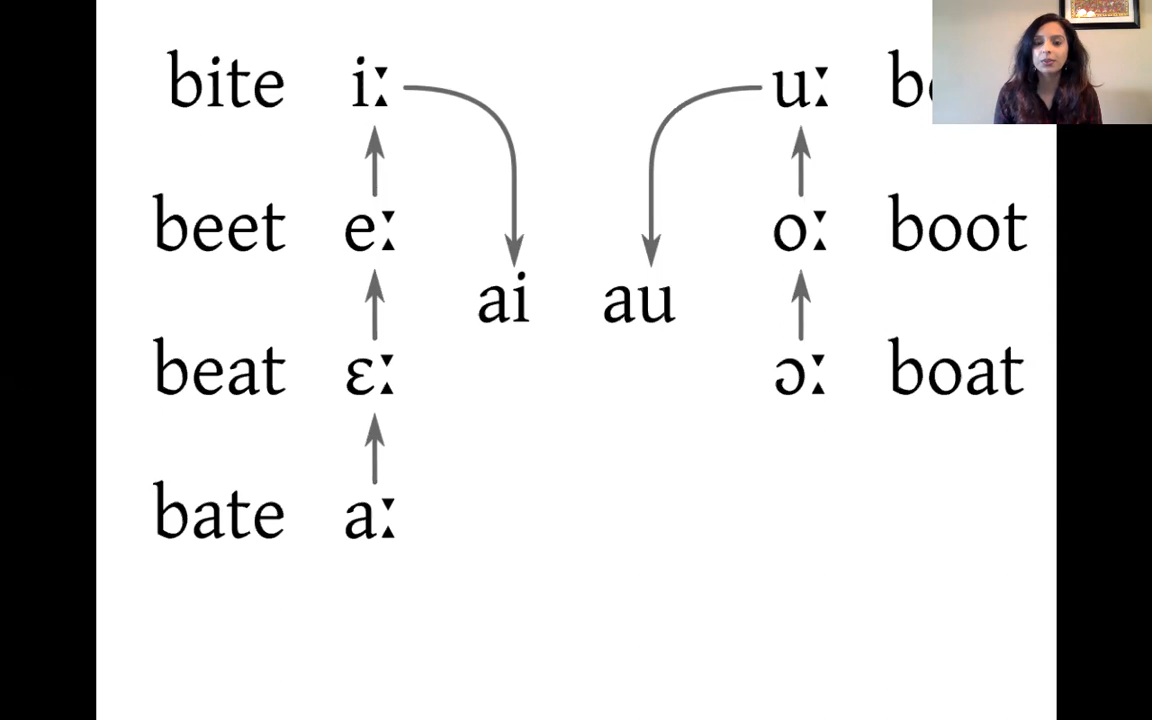 bite iː uː
beet eː oː boot
ai au
beat ɛː ɔː boat
bate aː